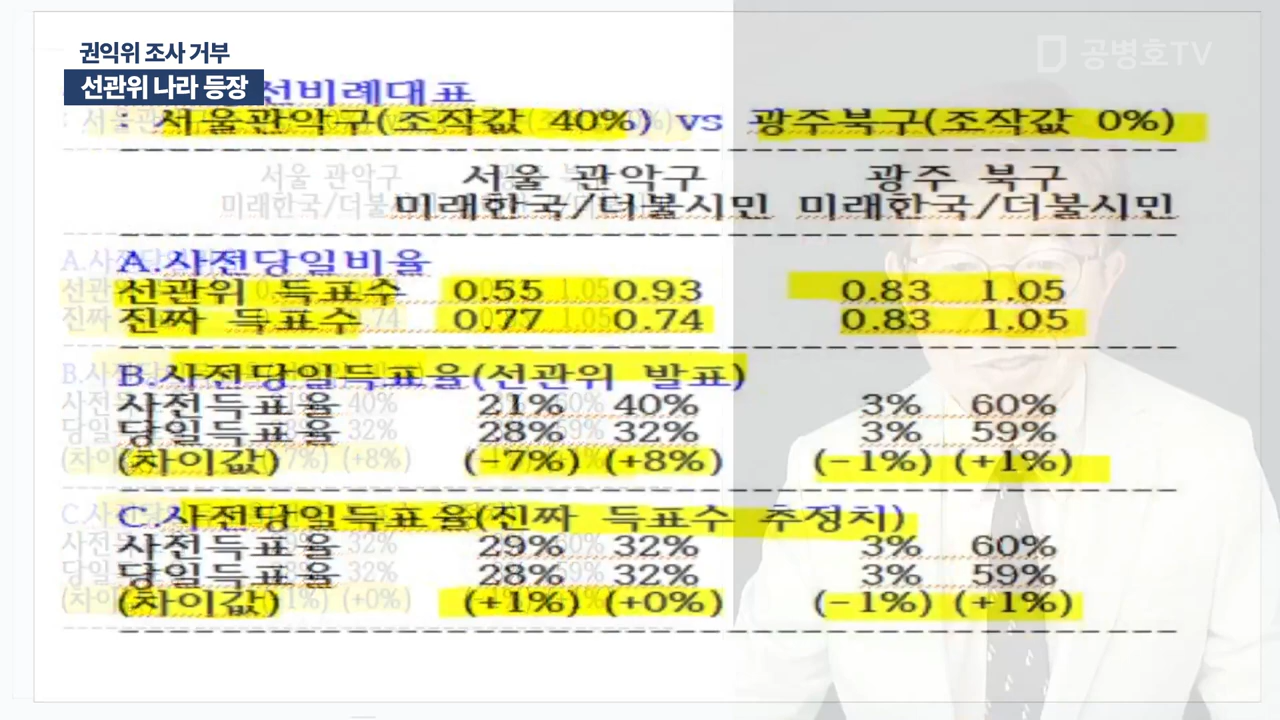 권익위 조사 거부
선관위 나라 등장
공병호TV
선비례대표
: 서울관악구(조작값 40%) vs 광주북구(조작값 0%)
서울 관악구 광주 북구
미래한국/더불시민 미래한국/더불시민
A.사전당일비율
선관위 득표수 0.55 0.93 0.83 1.05
진짜 득표수 0.77 0.74 0.83 1.05
B.사전당일득표율(선관위 발표)
사전득표율 21% 40% 3% 60%
당일득표율 28% 32% 3% 59%
(차이값) (-7%) (+8%) (-1%) (+1%)
C.사전당일득표율(진짜 득표수 추정치)
사전득표율 29% 32% 3% 60%
당일득표율 28% 32% 3% 59%
(차이값) (+1%) (+0%) (-1%) (+1%)